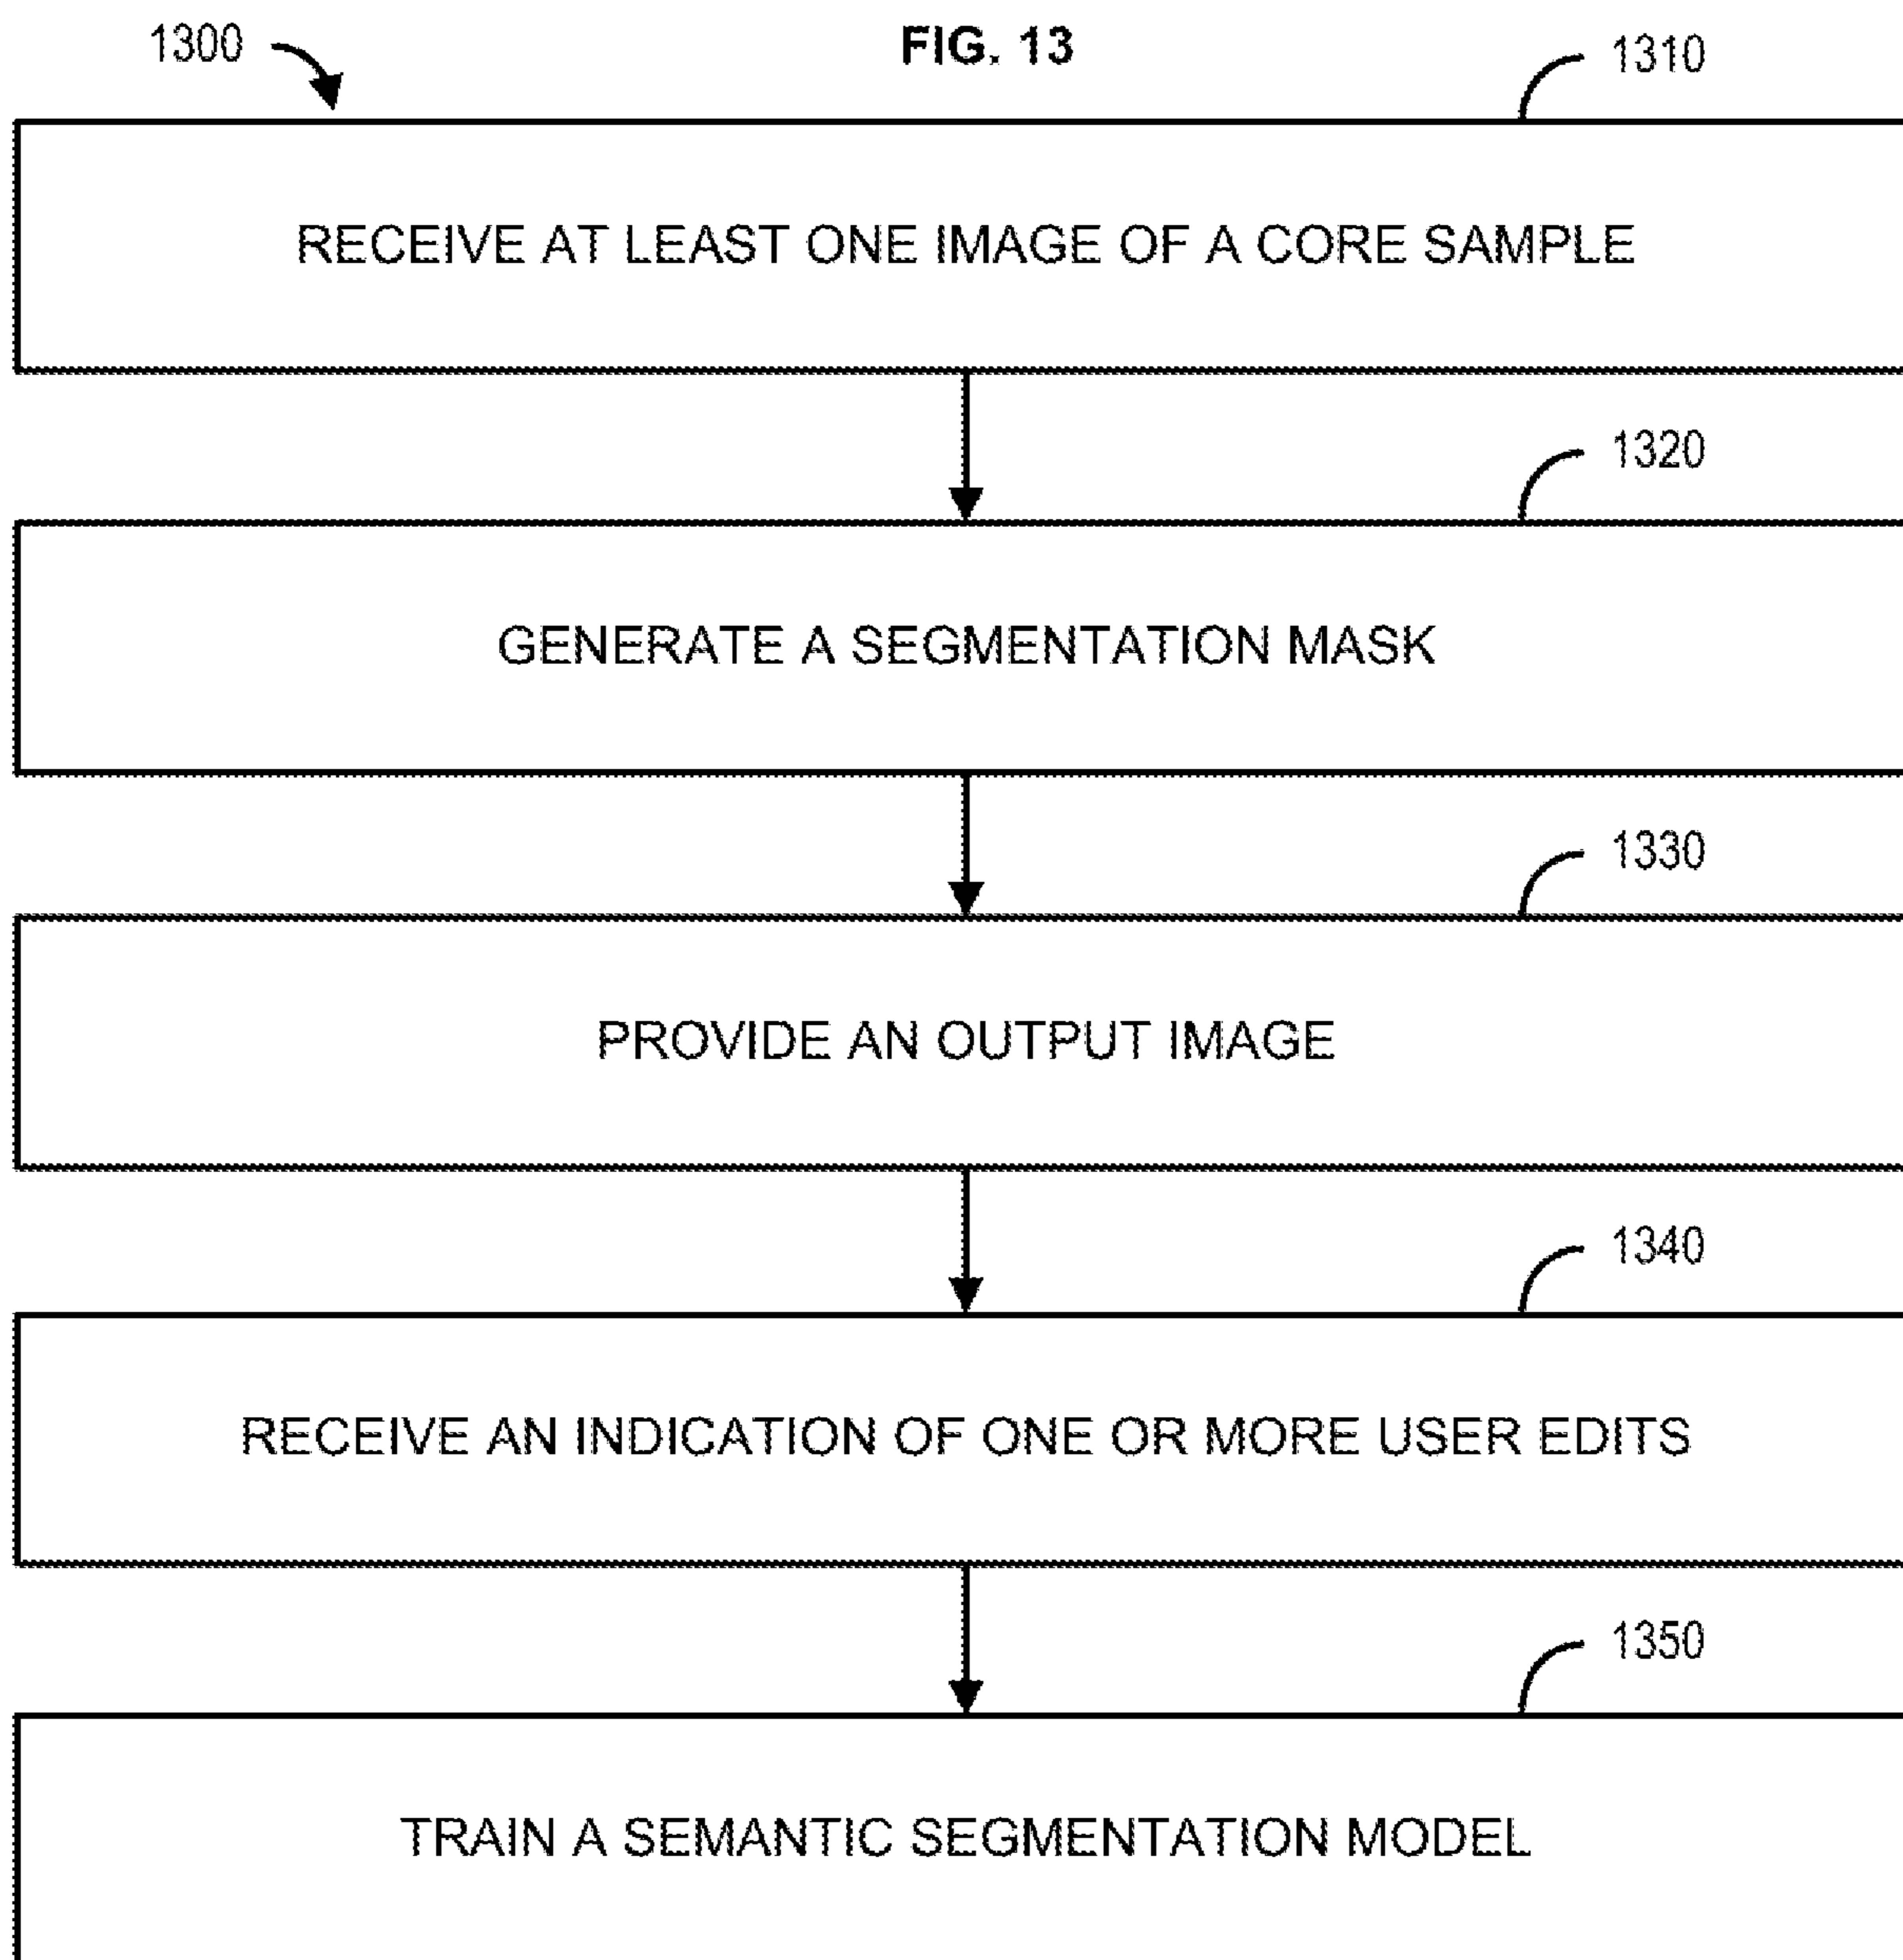 1300
FIG. 13
1310
RECEIVE AT LEAST ONE IMAGE OF A CORE SAMPLE
1320
GENERATE A SEGMENTATION MASK
1330
PROVIDE AN OUTPUT IMAGE
1340
RECEIVE AN INDICATION OF ONE OR MORE USER EDITS
1350
TRAIN A SEMANTIC SEGMENTATION MODEL